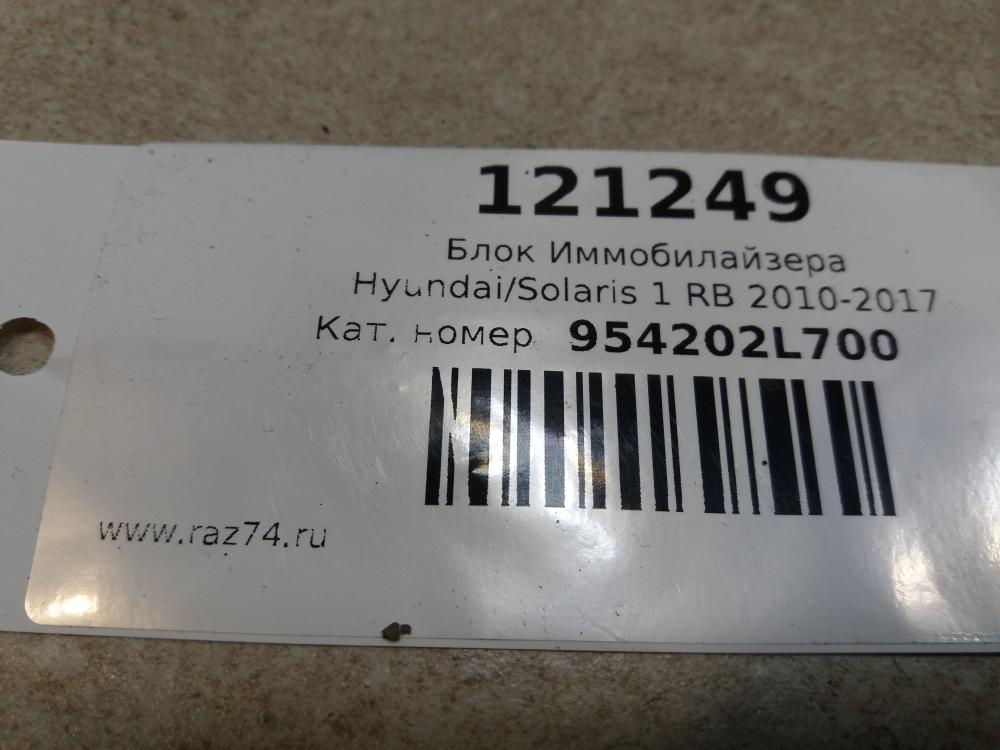 121249
Блок Иммобилайзера
Hyundai/Solaris 1 RB 2010-2017
Кат. номер 954202L700
www.raz74.ru